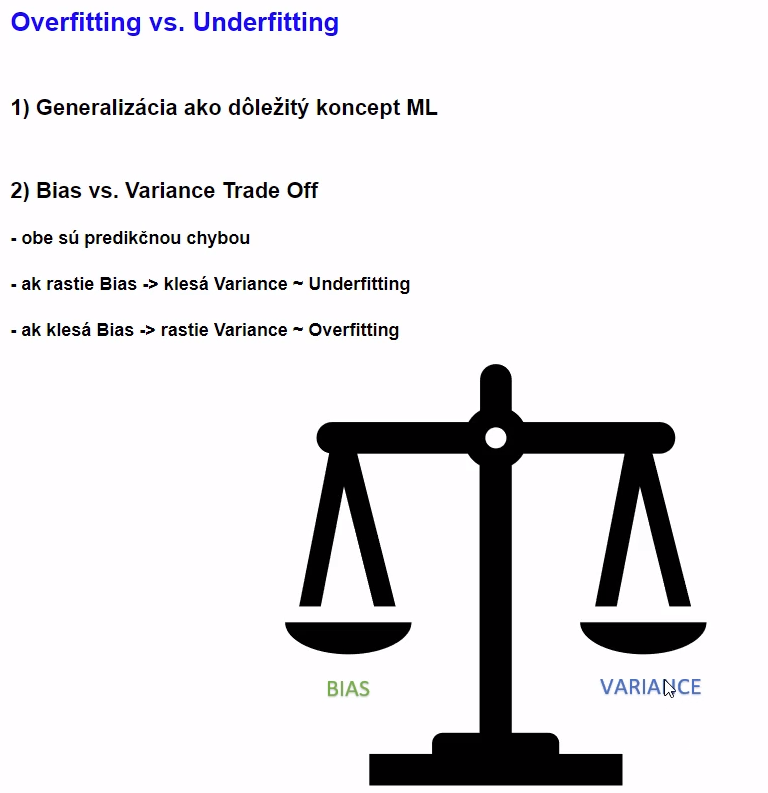 Overfitting vs. Underfitting
1) Generalizácia ako dôležitý koncept ML
2) Bias vs. Variance Trade Off
- obe sú predikčnou chybou
- ak rastie Bias -> klesá Variance ~ Underfitting
- ak klesá Bias -> rastie Variance ~ Overfitting
BIAS
VARIANCE